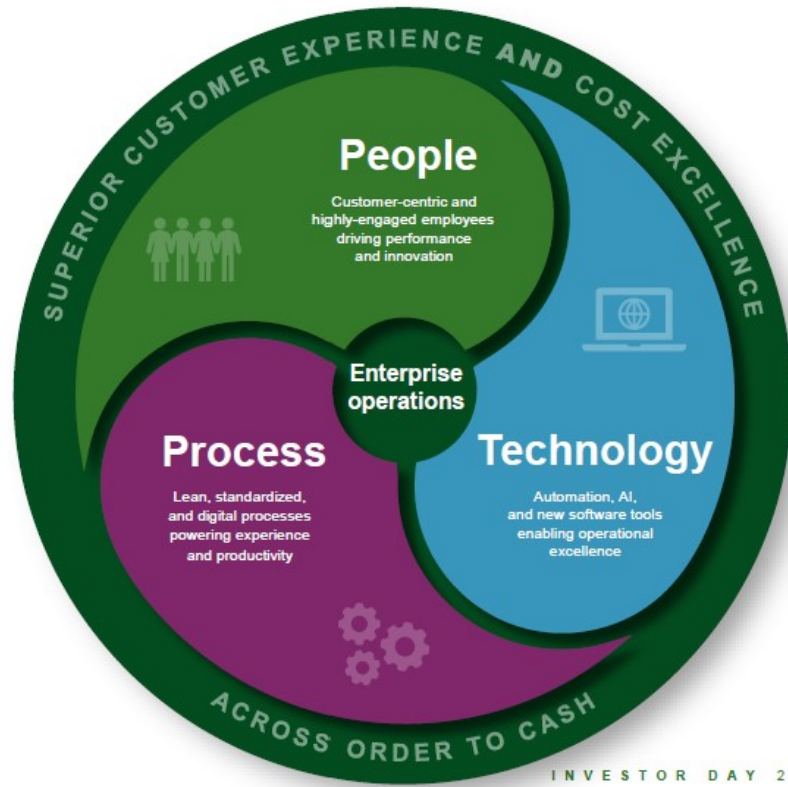 SUPERIOR CUSTOMER EXPERIENCE AND COST EXCELLENCE
People
Customer-centric and
highly-engaged employees
driving performance
and innovation
Enterprise
operations
Process
Lean, standardized,
and digital processes
powering experience
and productivity
Technology
Automation, AI,
and new software tools
enabling operational
excellence
ACROSS ORDER TO CASH
INVESTOR DAY 2